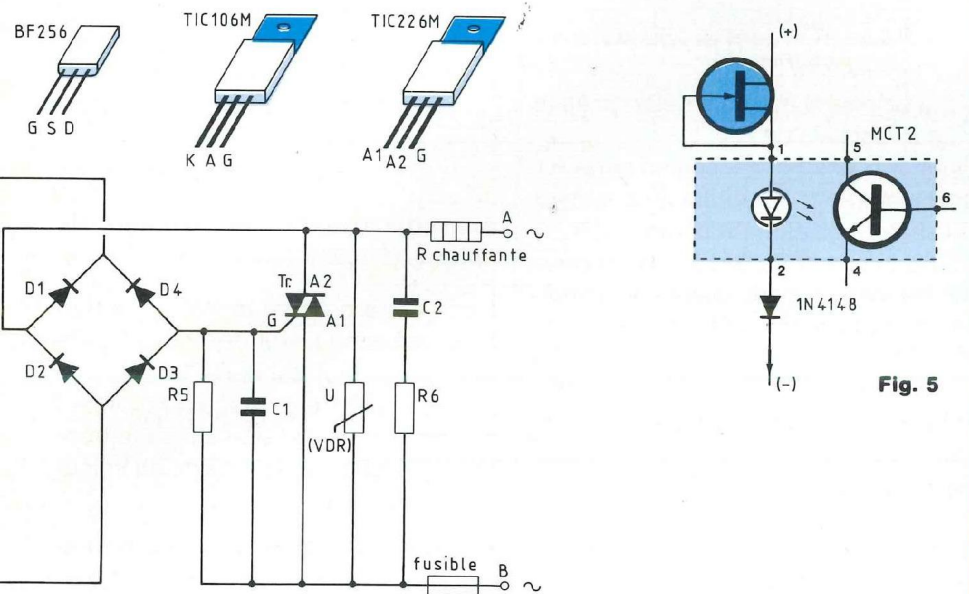 BF256
G S D
TIC106M
K A G
TIC226M
A1 A2 G
D1
D4
D2
D3
R5
C1
Tr.
A2
G
A1
U
(VDR)
C2
R6
A
~
R chauffante
fusible
B
~
(+)
MCT2
1
5
6
2
4
1N4148
(-)
Fig. 5